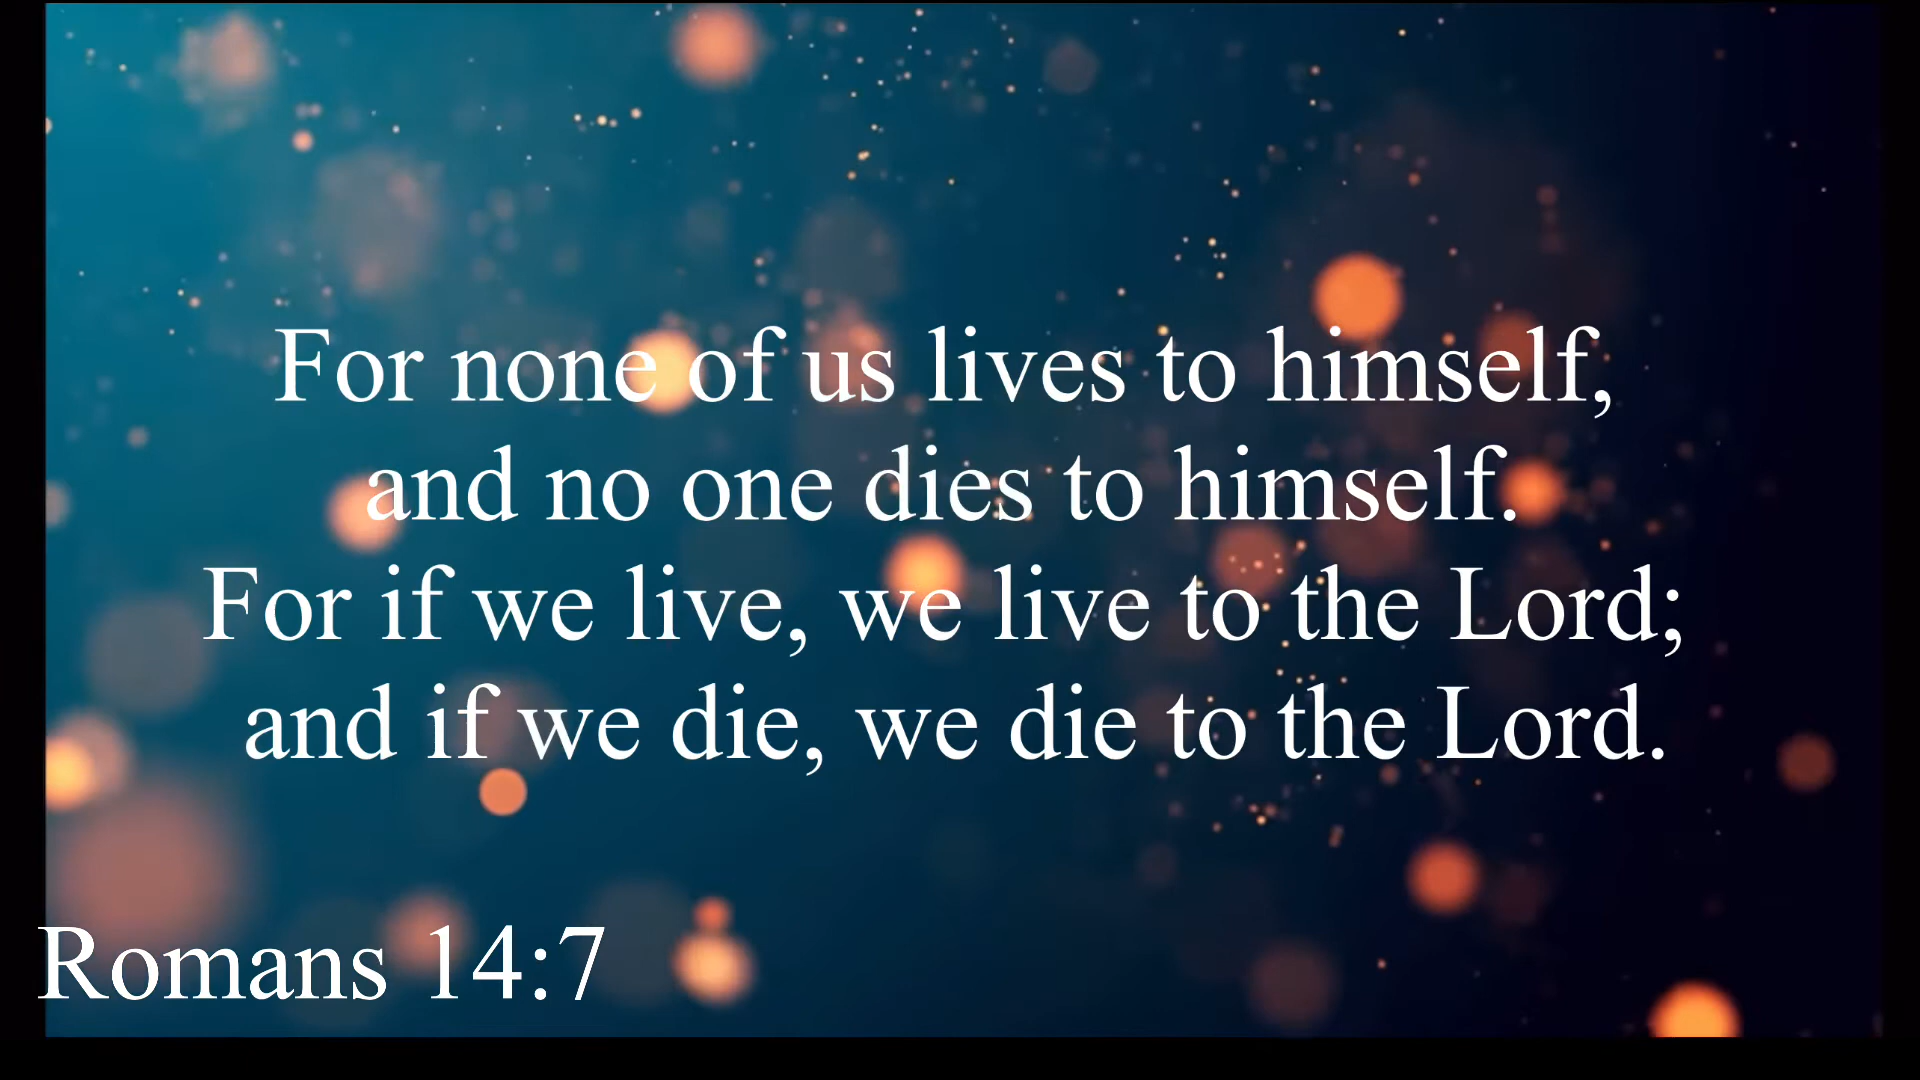 For none of us lives to himself,
and no one dies to himself.
For if we live, we live to the Lord;
and if we die, we die to the Lord.
Romans 14:7